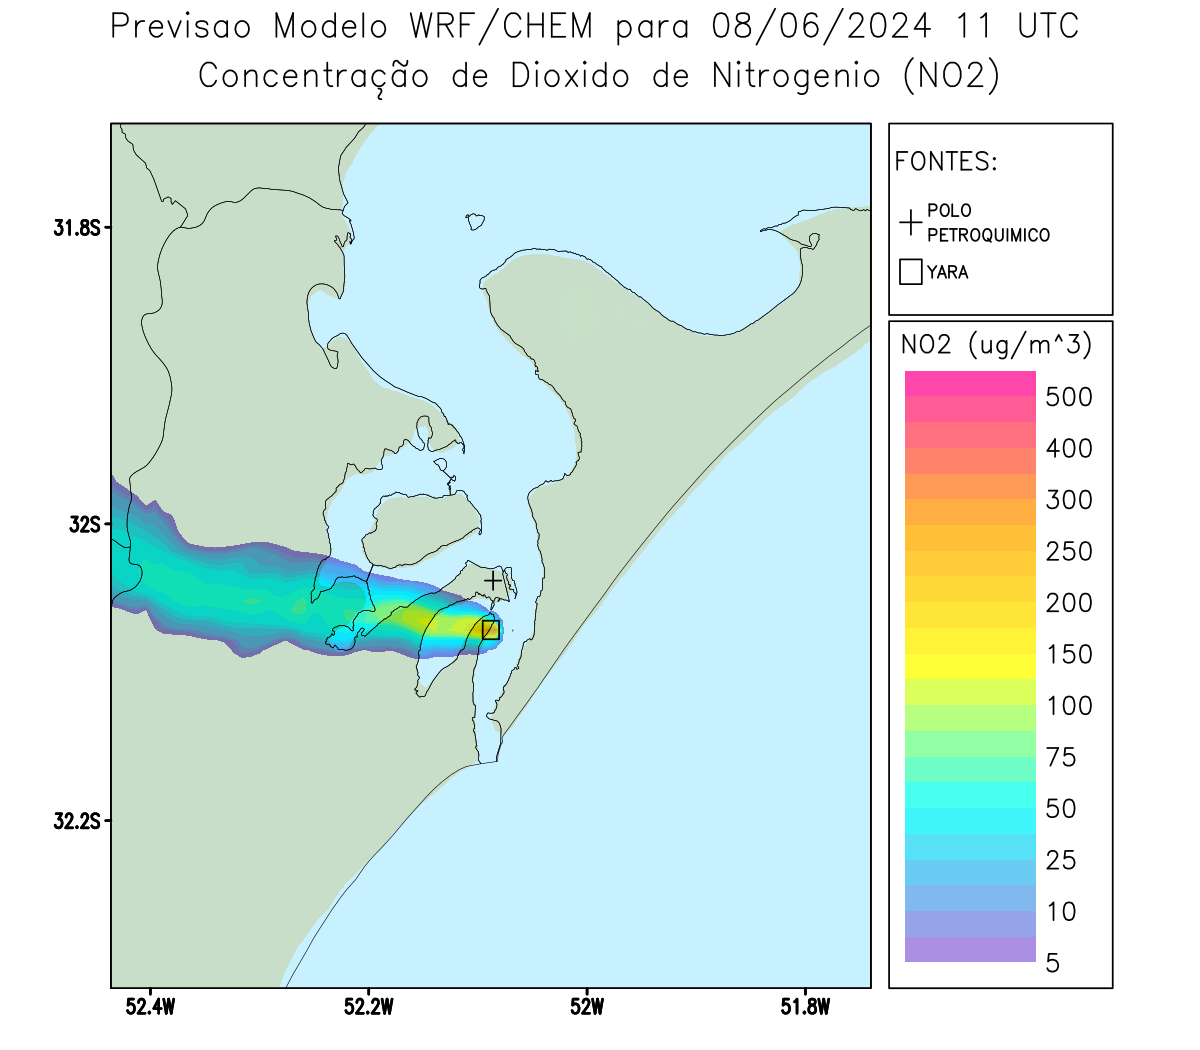 Previsao Modelo WRF/CHEM para 08/06/2024 11 UTC
Concentração de Dioxido de Nitrogenio (NO2)
FONTES:
POLO
PETROQUIMICO
YARA
NO2 (ug/m^3)
500
400
300
250
200
150
100
75
50
25
10
5
31.8S
32S
32.2S
52.4W
52.2W
52W
51.8W